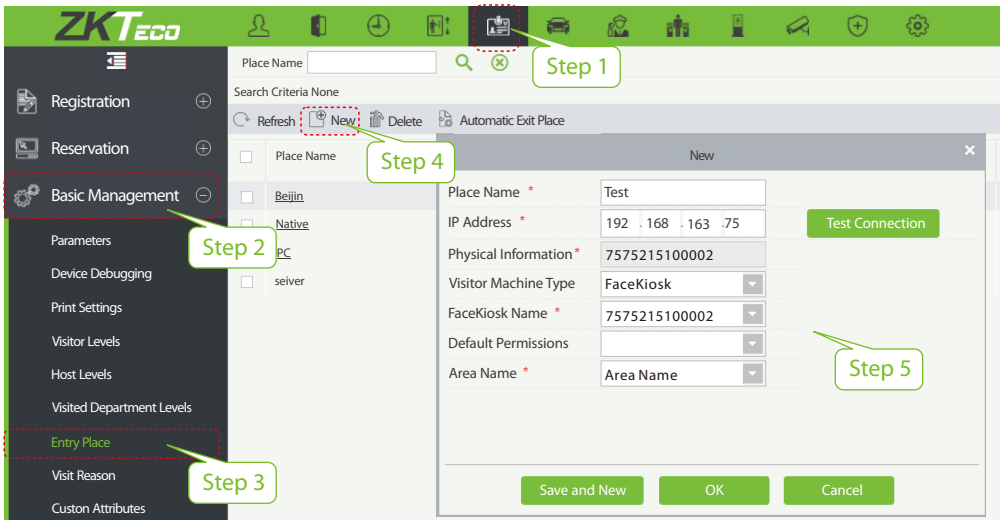 ZKTECO
Place Name
Step 1
Search Criteria None
Registration
Refresh New Delete Automatic Exit Place
Step 4
Reservation
Place Name
New
Basic Management
Step 2
Beijin
Native
PC
seiver
Place Name * Test
IP Address * 192 . 168 . 163 .75 Test Connection
Physical Information * 7575215100002
Visitor Machine Type FaceKiosk
FaceKiosk Name * 7575215100002
Default Permissions
Area Name * Area Name
Step 5
Save and New OK Cancel
Parameters
Device Debugging
Print Settings
Visitor Levels
Host Levels
Visited Department Levels
Entry Place
Step 3
Visit Reason
Custon Attributes